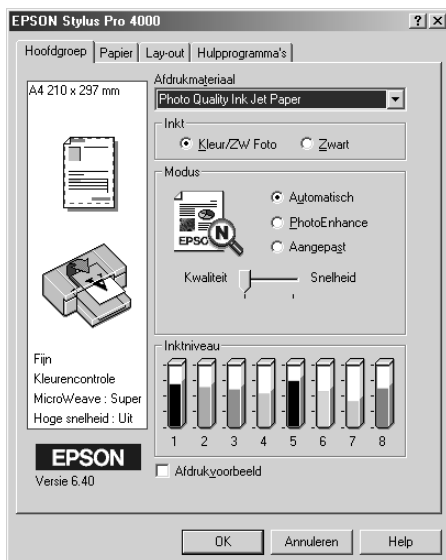 EPSON Stylus Pro 4000
Hoofdgroep Papier Lay-out Hulpprogramma's
A4 210 x 297 mm
Afdrukmateriaal
Photo Quality Ink Jet Paper
Inkt
Kleur/ZW Foto Zwart
Modus
EPSON
N
Automatisch
PhotoEnhance
Aangepast
Kwaliteit Snelheid
Fijn
Kleurencontrole
MicroWeave : Super
Hoge snelheid : Uit
Inktniveau
1 2 3 4 5 6 7 8
EPSON
Versie 6.40
Afdrukvoorbeeld
OK Annuleren Help